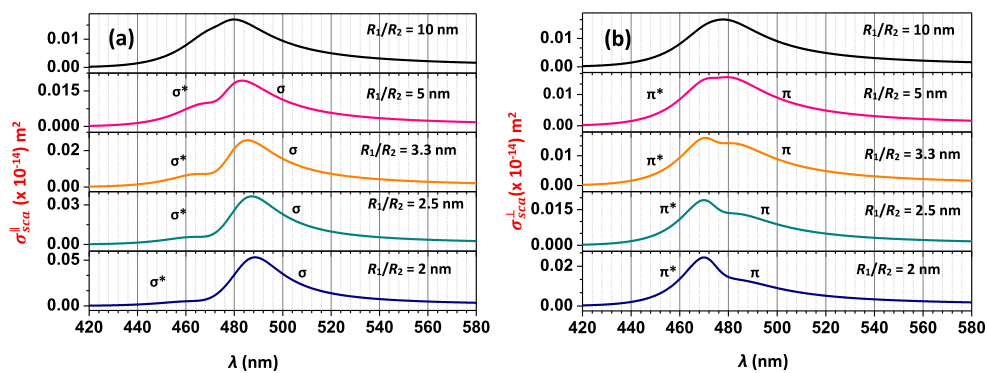 (a)
R₁/R₂ = 10 nm
0.01
0.00
σ* σ R₁/R₂ = 5 nm
0.015
0.000
σ* σ R₁/R₂ = 3.3 nm
0.02
0.00
σ* σ R₁/R₂ = 2.5 nm
0.03
0.00
σ* σ R₁/R₂ = 2 nm
0.05
0.00
420 440 460 480 500 520 540 560 580
λ (nm)
σ∥sca (x 10⁻¹⁴) m²
(b)
R₁/R₂ = 10 nm
0.01
0.00
π* π R₁/R₂ = 5 nm
0.01
0.00
π* π R₁/R₂ = 3.3 nm
0.01
0.00
π* π R₁/R₂ = 2.5 nm
0.015
0.000
π* π R₁/R₂ = 2 nm
0.02
0.00
420 440 460 480 500 520 540 560 580
λ (nm)
σ⊥sca (x 10⁻¹⁴) m²